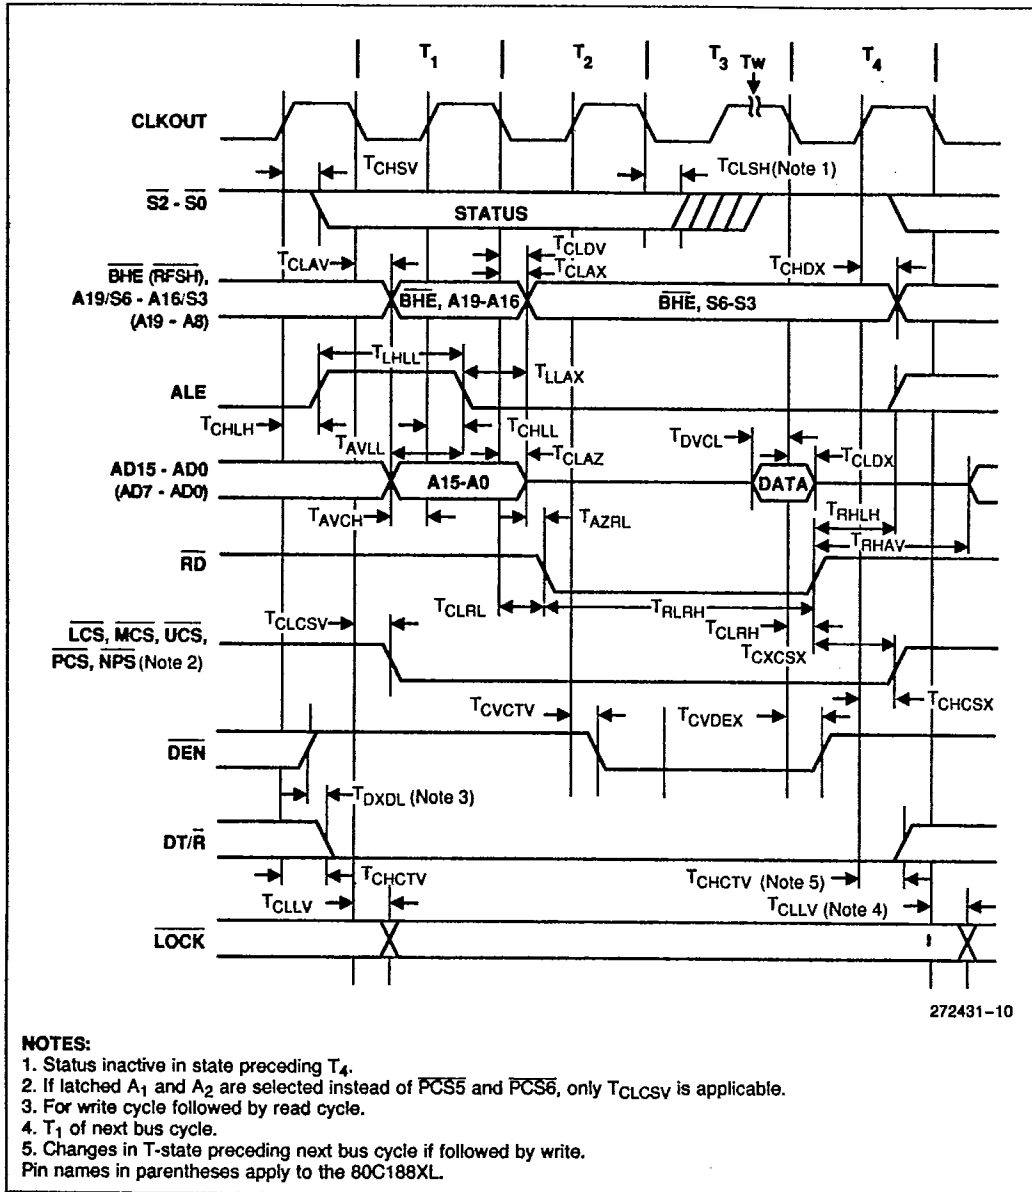 T1 T2 T3 TW T4
CLKOUT
TCHSV
TCLSH (Note 1)
S2 - S0
STATUS
TCLAV
TCLDV
TCLAX
TCHDX
BHE (RFSH),
A19/S6 - A16/S3
(A19 - A8)
BHE, A19-A16
BHE, S6-S3
TLHLL
TLLAX
ALE
TCHLH
TAVLL
TCHLL
TCLAZ
TDVCL
TCLDX
AD15 - AD0
(AD7 - AD0)
A15-A0
DATA
TAVCH
TAZRL
TRHLH
TRHAV
RD
TCLRL
TRLRH
TCLCSV
TCLRH
TCXCSX
LCS, MCS, UCS,
PCS, NPS (Note 2)
TCHCSX
TCVCTV
TCVDEX
DEN
TDXDL (Note 3)
DT/R
TCHCTV
TCHCTV (Note 5)
TCLLV
TCLLV (Note 4)
LOCK
272431-10
NOTES:
1. Status inactive in state preceding T4.
2. If latched A1 and A2 are selected instead of PCS5 and PCS6, only TCLCSV is applicable.
3. For write cycle followed by read cycle.
4. T1 of next bus cycle.
5. Changes in T-state preceding next bus cycle if followed by write.
Pin names in parentheses apply to the 80C188XL.